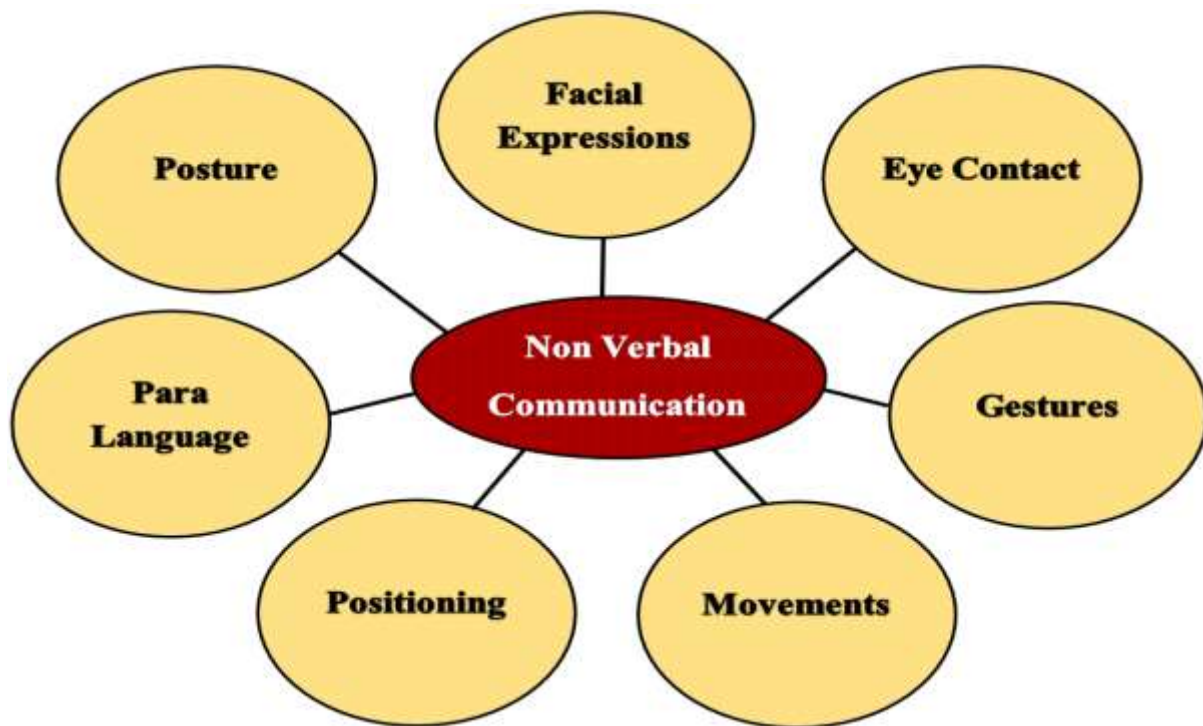 Facial
Expressions
Posture
Eye Contact
Non Verbal
Communication
Para
Language
Gestures
Positioning
Movements